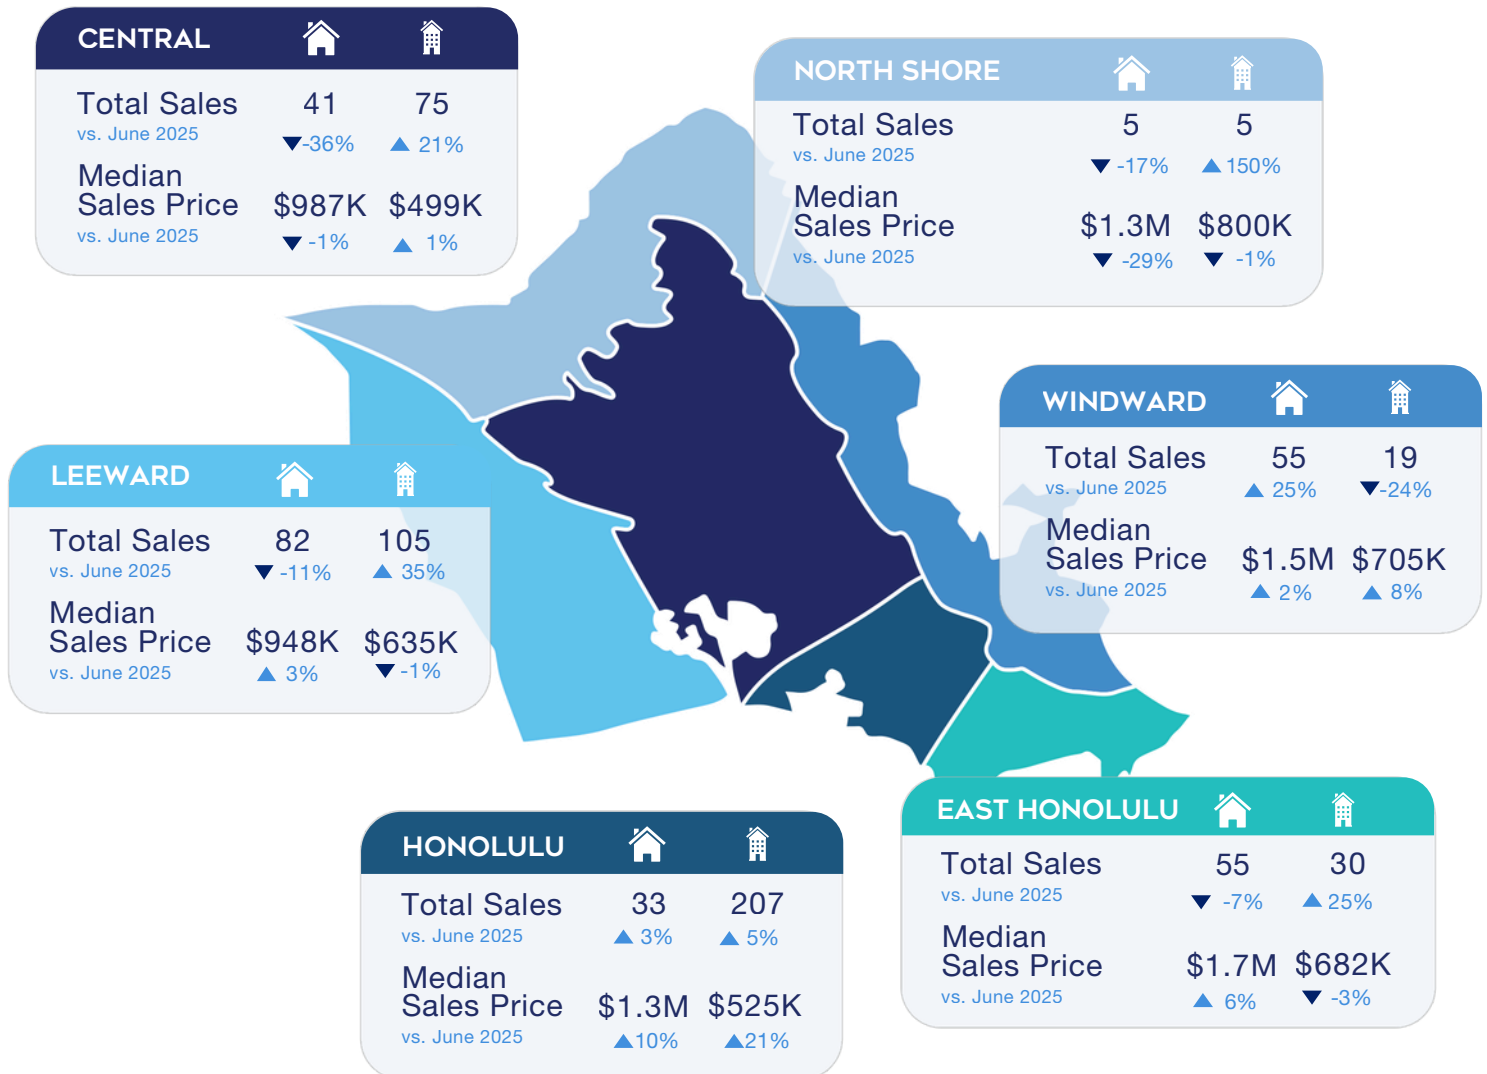 CENTRAL
Total Sales 41 75
vs. June 2025 ▼-36% ▲ 21%
Median
Sales Price $987K $499K
vs. June 2025 ▼ -1% ▲ 1%
NORTH SHORE
Total Sales 5 5
vs. June 2025 ▼ -17% ▲ 150%
Median
Sales Price $1.3M $800K
vs. June 2025 ▼ -29% ▼ -1%
WINDWARD
Total Sales 55 19
vs. June 2025 ▲ 25% ▼-24%
Median
Sales Price $1.5M $705K
vs. June 2025 ▲ 2% ▲ 8%
LEEWARD
Total Sales 82 105
vs. June 2025 ▼ -11% ▲ 35%
Median
Sales Price $948K $635K
vs. June 2025 ▲ 3% ▼ -1%
EAST HONOLULU
Total Sales 55 30
vs. June 2025 ▼ -7% ▲ 25%
Median
Sales Price $1.7M $682K
vs. June 2025 ▲ 6% ▼ -3%
HONOLULU
Total Sales 33 207
vs. June 2025 ▲ 3% ▲ 5%
Median
Sales Price $1.3M $525K
vs. June 2025 ▲10% ▲21%